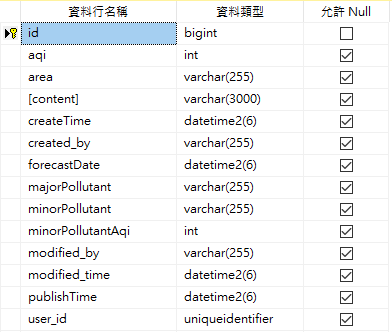 資料行名稱 資料類型 允許 Null
id bigint
aqi int
area varchar(255)
[content] varchar(3000)
createTime datetime2(6)
created_by varchar(255)
forecastDate datetime2(6)
majorPollutant varchar(255)
minorPollutant varchar(255)
minorPollutantAqi int
modified_by varchar(255)
modified_time datetime2(6)
publishTime datetime2(6)
user_id uniqueidentifier